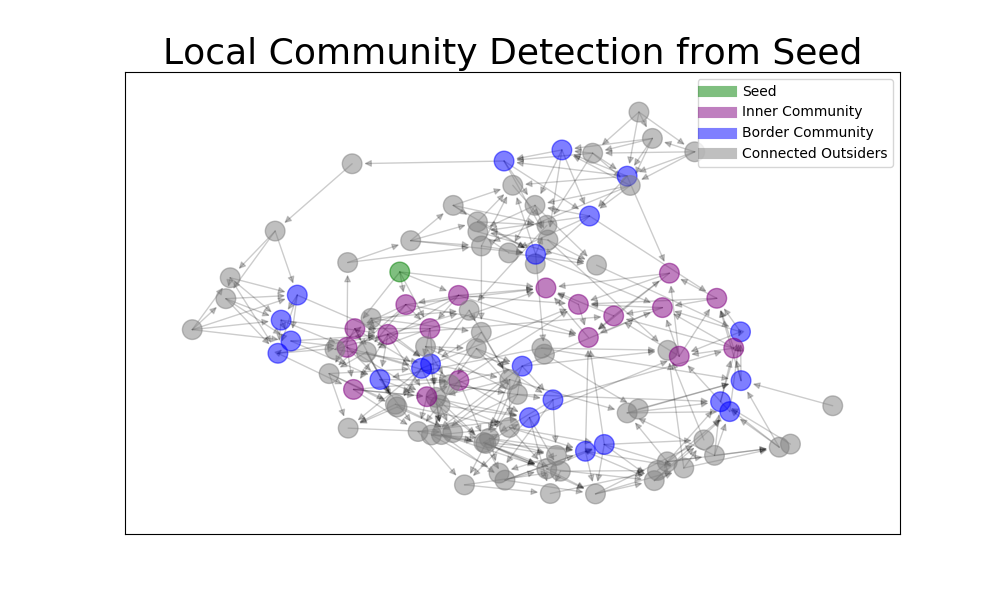 Local Community Detection from Seed
Seed
Inner Community
Border Community
Connected Outsiders